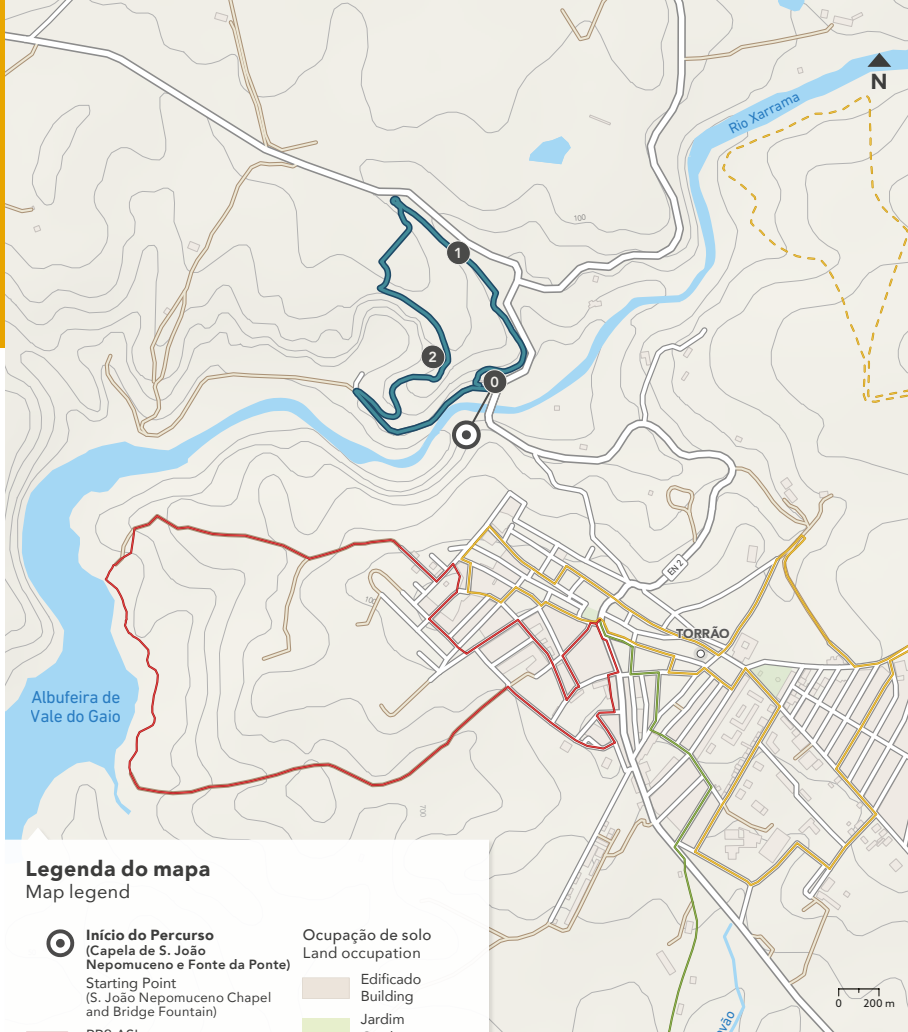 N
Rio Xarrama
100
1
2
0
100
EN 2
TORRÃO
Albufeira de
Vale do Gaio
Legenda do mapa
Map legend
Início do Percurso
(Capela de S. João
Nepomuceno e Fonte da Ponte)
Starting Point
(S. João Nepomuceno Chapel
and Bridge Fountain)
Ocupação de solo
Land occupation
Edificado
Building
Jardim
0 200 m